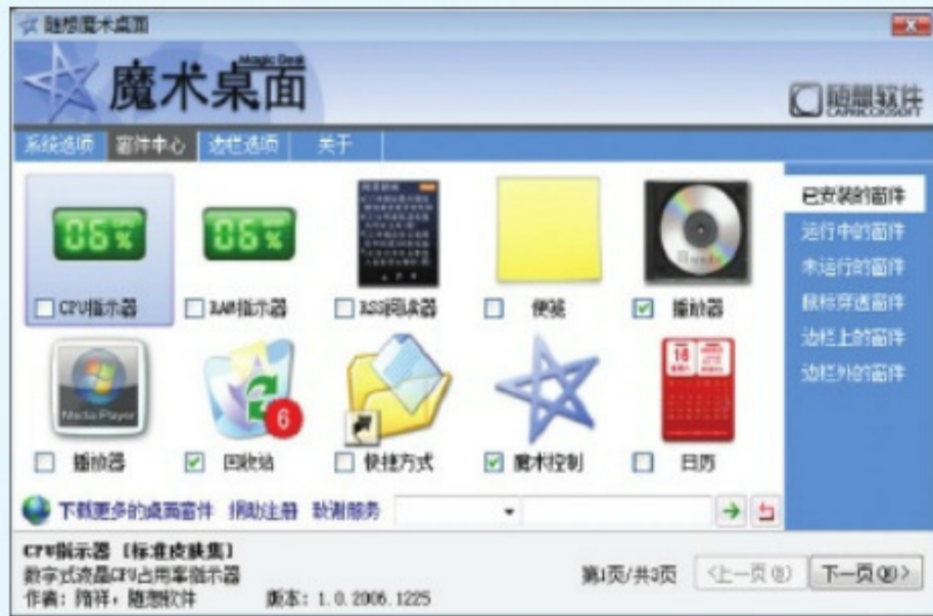 随想魔术桌面
Magic Desk
魔术桌面
随想软件
CAPRICCIOSOFT
系统选项 窗件中心 边栏选项 关于
06%
06%
CPU指示器 RAM指示器 RSS阅读器 便笺 播放器
Media Player
6
16
播放器 回收站 快捷方式 魔术控制 日历
已安装的窗件
运行中的窗件
未运行的窗件
鼠标穿透窗件
边栏上的窗件
边栏外的窗件
下载更多的桌面窗件 捐助注册 致谢服务
CPU指示器 [标准皮肤集]
数字式液晶CPU占用率指示器
作者：隋祥，随想软件 版本：1.0.2006.1225
第1页/共3页 <上一页(B) 下一页(N)>